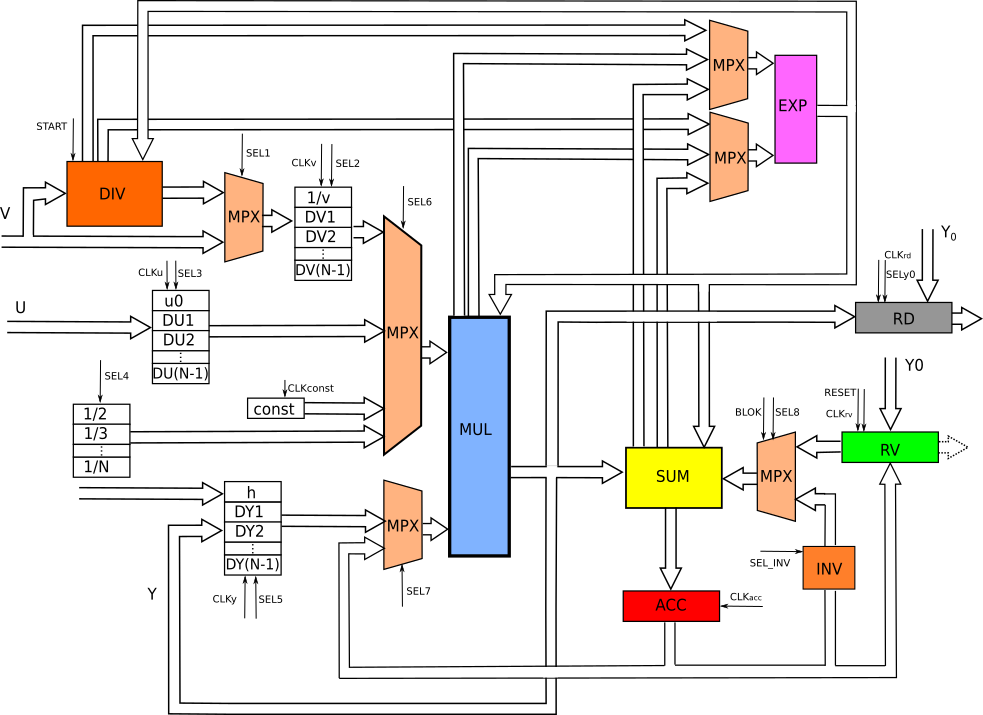 MPX
EXP
START
SEL1
CLKv
SEL2
MPX
DIV
1/v
SEL6
V
MPX
DV1
DV2
⋮
DV(N-1)
Y₀
CLKrd
SELy0
CLKu
SEL3
U
u0
DU1
DU2
⋮
DU(N-1)
MPX
RD
SEL4
CLKconst
Y0
RESET
CLKrv
const
1/2
1/3
⋮
1/N
BLOK
SEL8
MUL
RV
SUM
MPX
h
DY1
DY2
⋮
DY(N-1)
MPX
SEL_INV
INV
Y
CLKy
SEL5
SEL7
CLKacc
ACC